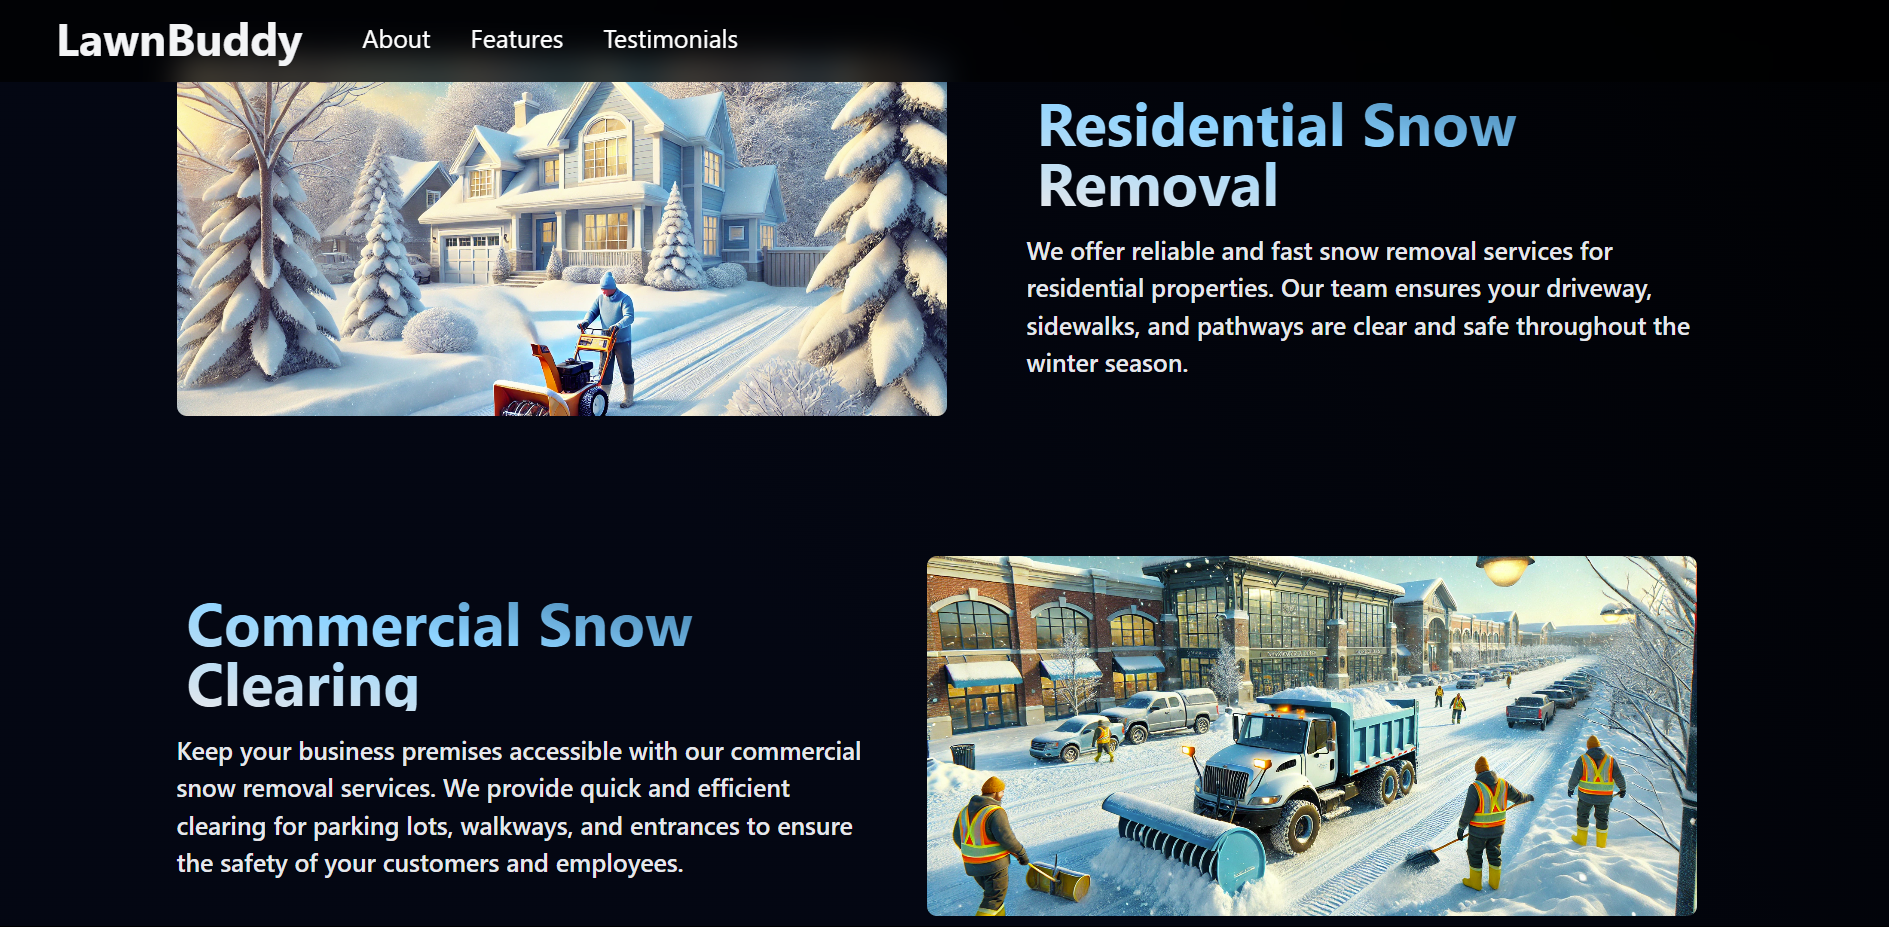 LawnBuddy About Features Testimonials
Residential Snow
Removal
We offer reliable and fast snow removal services for
residential properties. Our team ensures your driveway,
sidewalks, and pathways are clear and safe throughout the
winter season.
Commercial Snow
Clearing
Keep your business premises accessible with our commercial
snow removal services. We provide quick and efficient
clearing for parking lots, walkways, and entrances to ensure
the safety of your customers and employees.